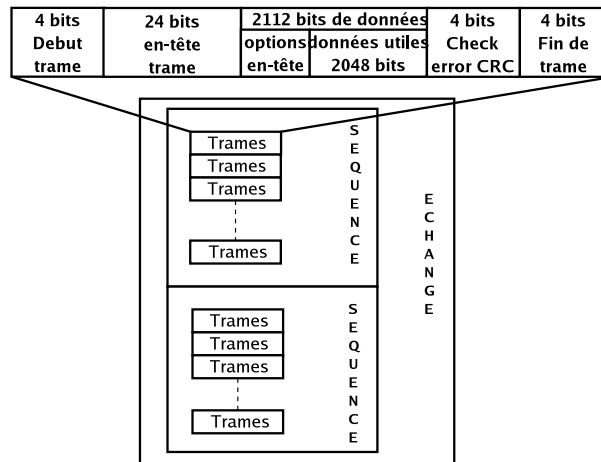 4 bits
Debut
trame
24 bits
en-tête
trame
2112 bits de données
options
en-tête
données utiles
2048 bits
4 bits
Check
error CRC
4 bits
Fin de
trame
Trames
Trames
Trames
Trames
SEQUENCE
ECHANGE
Trames
Trames
Trames
Trames
SEQUENCE